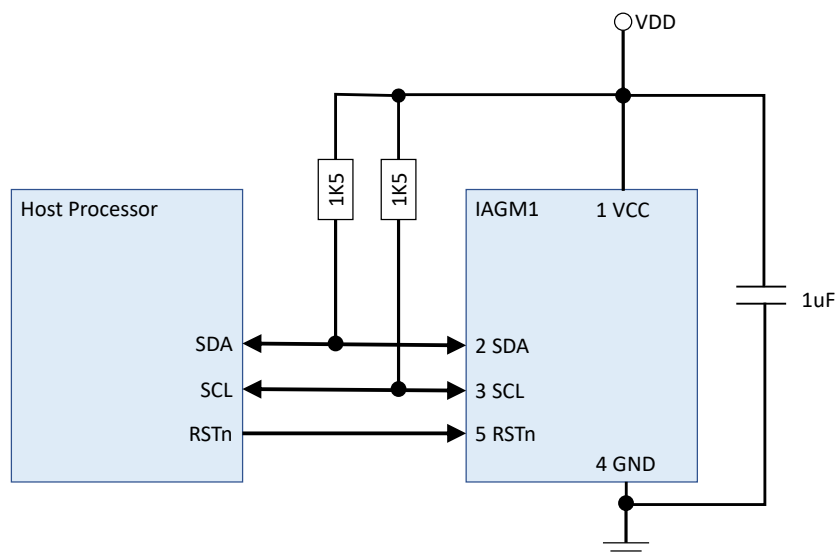 VDD
1K5
1K5
Host Processor
IAGM1
1 VCC
1uF
SDA
2 SDA
SCL
3 SCL
RSTn
5 RSTn
4 GND